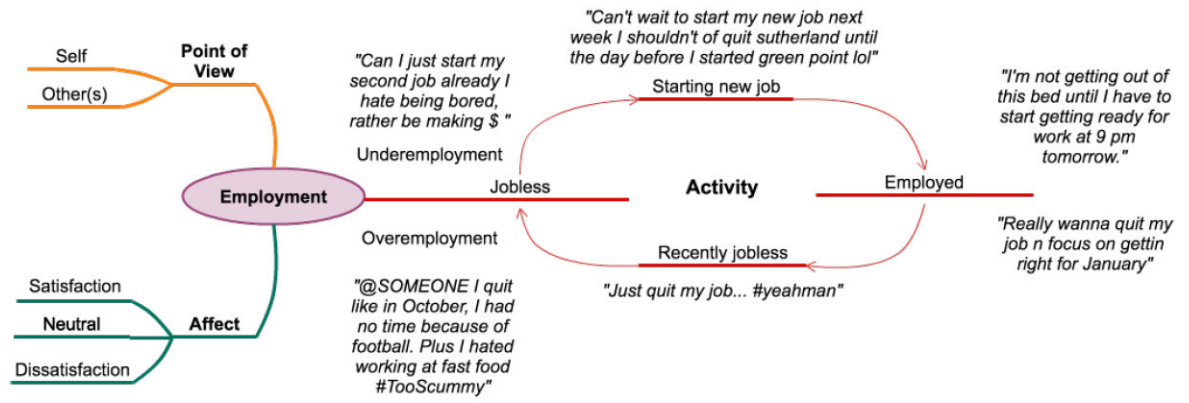 Self
Other(s)
Point of
View
Employment
Satisfaction
Neutral
Dissatisfaction
Affect
"Can I just start my
second job already I
hate being bored,
rather be making $ "
Underemployment
Jobless
Overemployment
"@SOMEONE I quit
like in October, I had
no time because of
football. Plus I hated
working at fast food
#TooScummy"
"Can't wait to start my new job next
week I shouldn't of quit sutherland until
the day before I started green point lol"
Starting new job
Activity
Recently jobless
"Just quit my job... #yeahman"
"I'm not getting out of
this bed until I have to
start getting ready for
work at 9 pm
tomorrow."
Employed
"Really wanna quit my
job n focus on gettin
right for January"